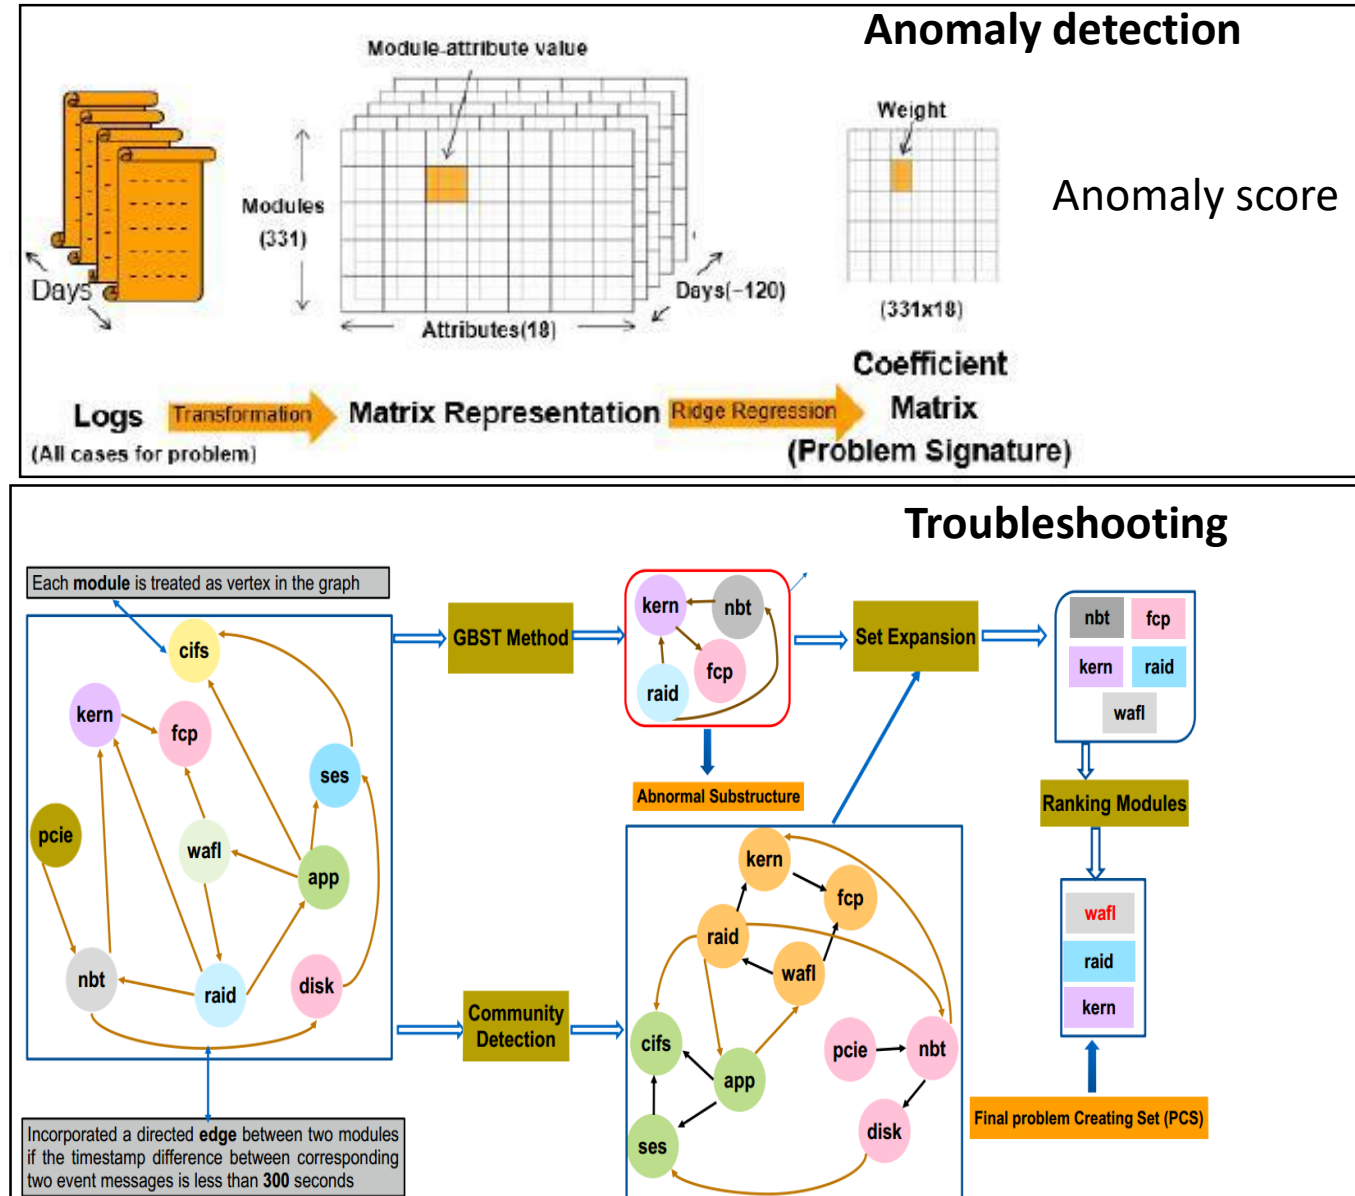 Anomaly detection
Module-attribute value
Weight
Modules
(331)
Anomaly score
Days
Days(~120)
Attributes(18)
(331x18)
Coefficient
Logs
Transformation
Matrix Representation
Ridge Regression
Matrix
(All cases for problem)
(Problem Signature)
Troubleshooting
Each module is treated as vertex in the graph
cifs
kern
fcp
ses
pcie
wafl
app
nbt
raid
disk
Incorporated a directed edge between two modules
if the timestamp difference between corresponding
two event messages is less than 300 seconds
GBST Method
kern
nbt
fcp
raid
Abnormal Substructure
Set Expansion
nbt
fcp
kern
raid
wafl
Ranking Modules
wafl
raid
kern
Final problem Creating Set (PCS)
Community
Detection
kern
fcp
raid
wafl
cifs
app
pcie
nbt
ses
disk